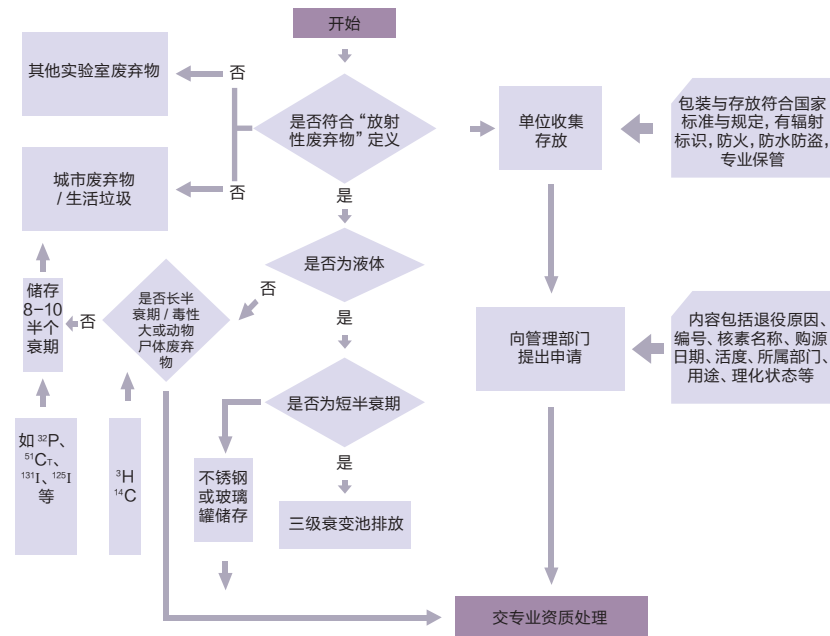 开始
其他实验室废弃物
否
是否符合“放射
性废弃物”定义
单位收集
存放
包装与存放符合国家
标准与规定，有辐射
标识，防火，防水防盗，
专业保管
城市废弃物
/ 生活垃圾
否
是
是否为液体
储存
8−10
半个
衰期
否
是否长半
衰期 / 毒性
大或动物
尸体废弃
物
否
是
向管理部门
提出申请
内容包括退役原因、
编号、核素名称、购源
日期、活度、所属部门、
用途、理化状态等
是否为短半衰期
如 ³²P、
⁵¹Cт、
¹³¹I、¹²⁵I
等
³H
¹⁴C
不锈钢
或玻璃
罐储存
是
三级衰变池排放
交专业资质处理